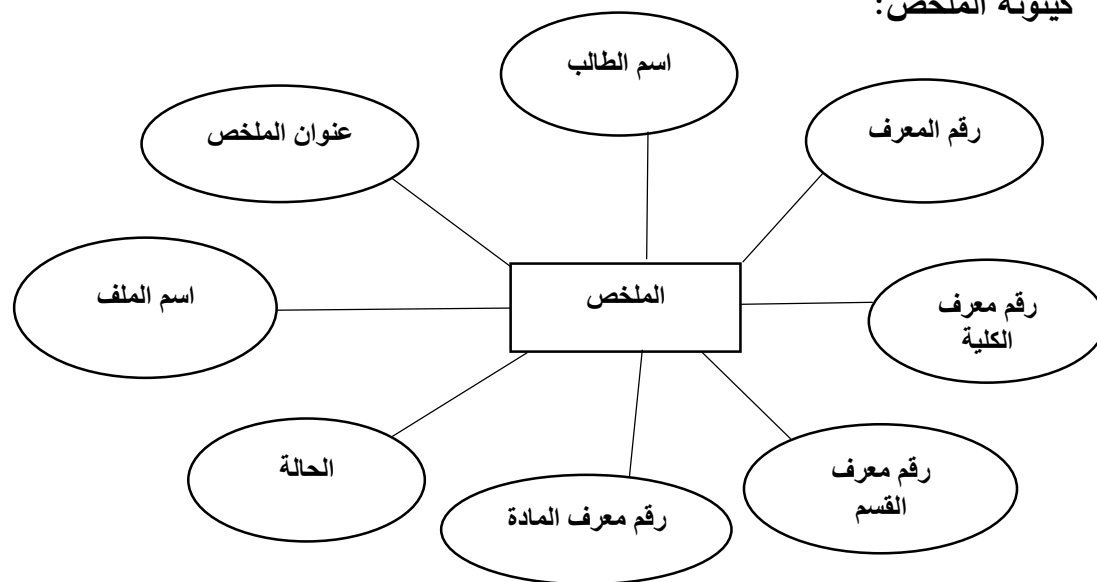 كينونة الملخص:
اسم الطالب
رقم المعرف
عنوان الملخص
الملخص
اسم الملف
رقم معرف
الكلية
الحالة
رقم معرف المادة
رقم معرف
القسم